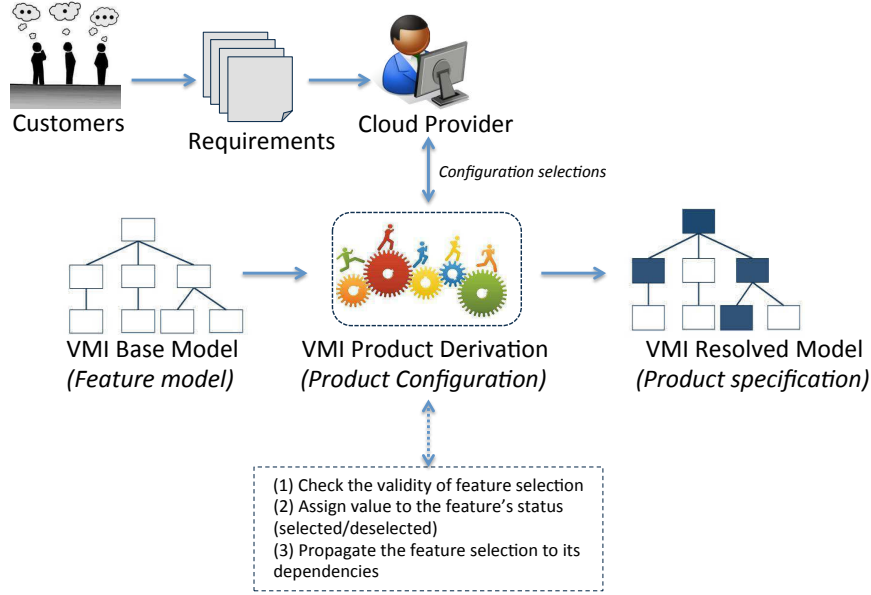 Customers
Requirements
Cloud Provider
Configuration selections
VMI Base Model
(Feature model)
VMI Product Derivation
(Product Configuration)
VMI Resolved Model
(Product specification)
(1) Check the validity of feature selection
(2) Assign value to the feature's status
(selected/deselected)
(3) Propagate the feature selection to its
dependencies